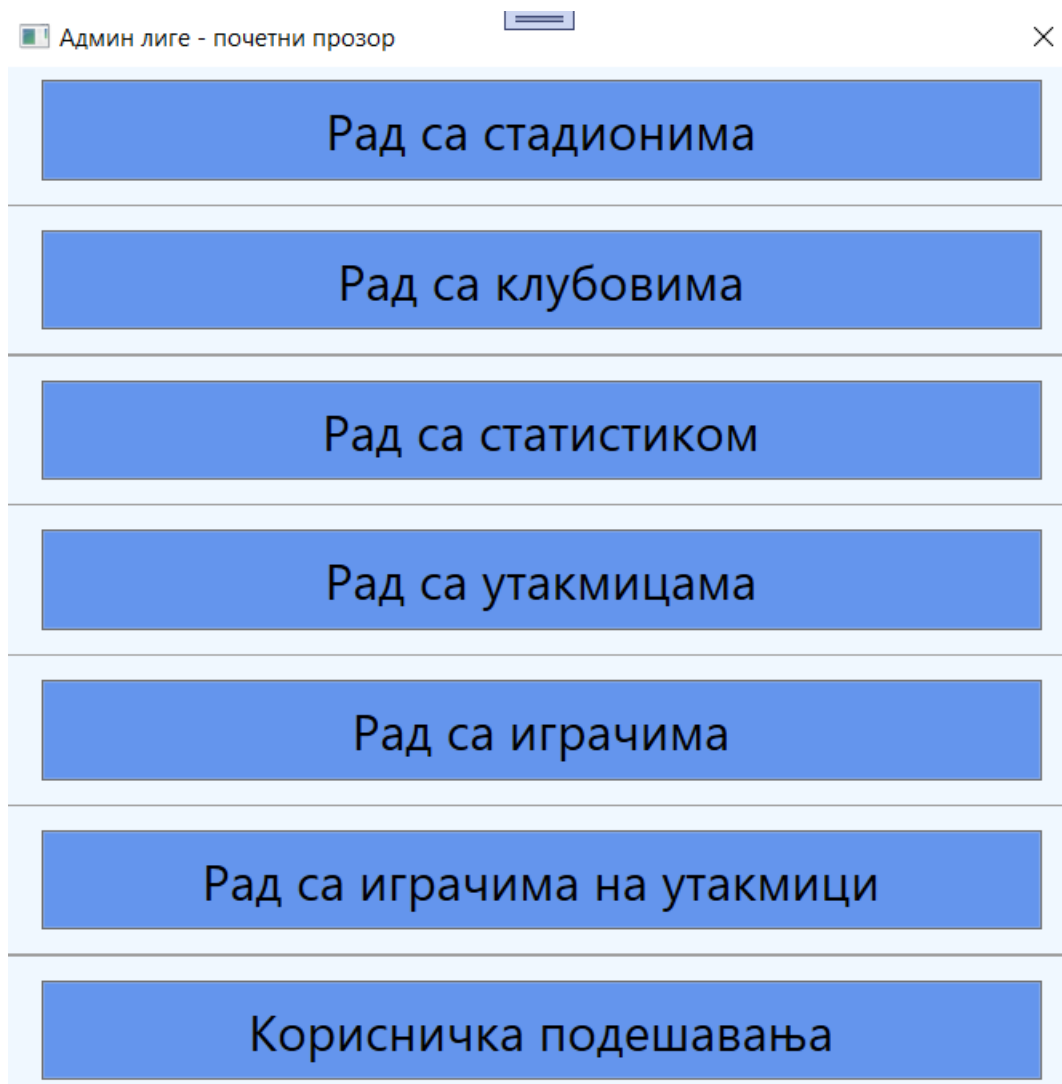 Админ лиге - почетни прозор
Рад са стадионима
Рад са клубовима
Рад са статистиком
Рад са утакмицама
Рад са играчима
Рад са играчима на утакмици
Корисничка подешавања